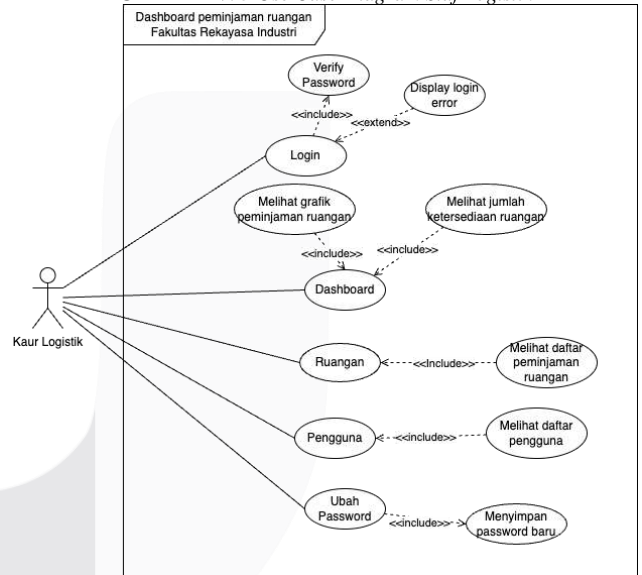 Dashboard peminjaman ruangan
Fakultas Rekayasa Industri
Verify
Password
Display login
error
<<include>>
<<extend>>
Login
Melihat grafik
peminjaman ruangan
Melihat jumlah
ketersediaan ruangan
<<include>>
<<include>>
Dashboard
Kaur Logistik
Ruangan
<<Include>>
Melihat daftar
peminjaman
ruangan
Pengguna
<<include>>
Melihat daftar
pengguna
Ubah
Password
<<include>>
Menyimpan
password baru